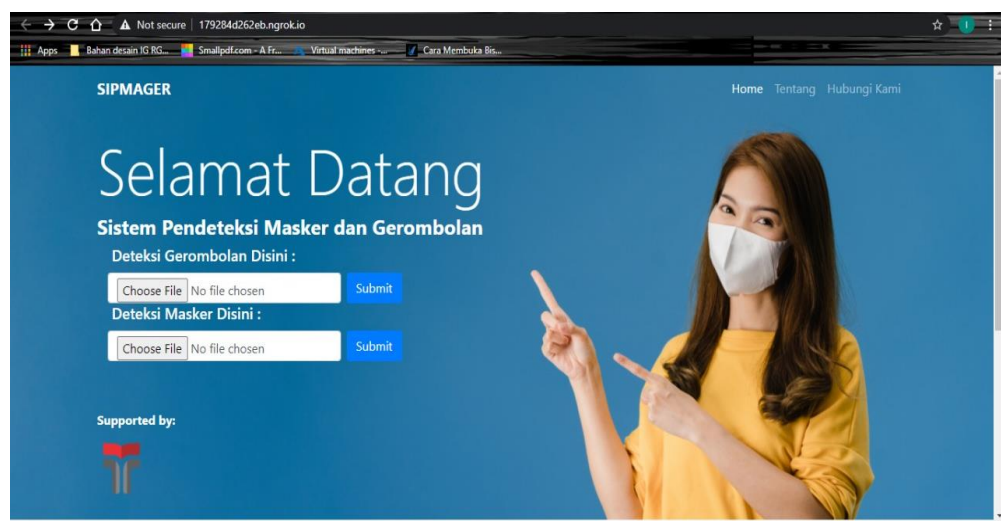 Not secure | 179284d262eb.ngrok.io
Apps Bahan desain IG RG... Smallpdf.com - A Fr... Virtual machines -... Cara Membuka Bis...
SIPMAGER
Home Tentang Hubungi Kami
Selamat Datang
Sistem Pendeteksi Masker dan Gerombolan
Deteksi Gerombolan Disini :
Choose File No file chosen Submit
Deteksi Masker Disini :
Choose File No file chosen Submit
Supported by: